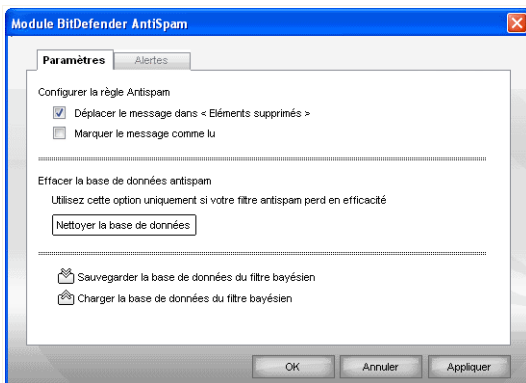 Module BitDefender AntiSpam
Paramètres
Alertes
Configurer la règle Antispam
Déplacer le message dans < Eléments supprimés >
Marquer le message comme lu
Effacer la base de données antispam
Utilisez cette option uniquement si votre filtre antispam perd en efficacité
Nettoyer la base de données
Sauvegarder la base de données du filtre bayésien
Charger la base de données du filtre bayésien
OK
Annuler
Appliquer